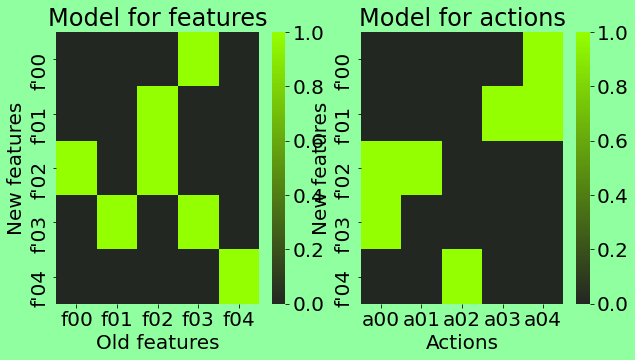 Model for features
New features
f'00
f'01
f'02
f'03
f'04
f00 f01 f02 f03 f04
Old features
1.0
0.8
0.6
0.4
0.2
0.0
Model for actions
New features
f'00
f'01
f'02
f'03
f'04
a00 a01 a02 a03 a04
Actions
1.0
0.8
0.6
0.4
0.2
0.0